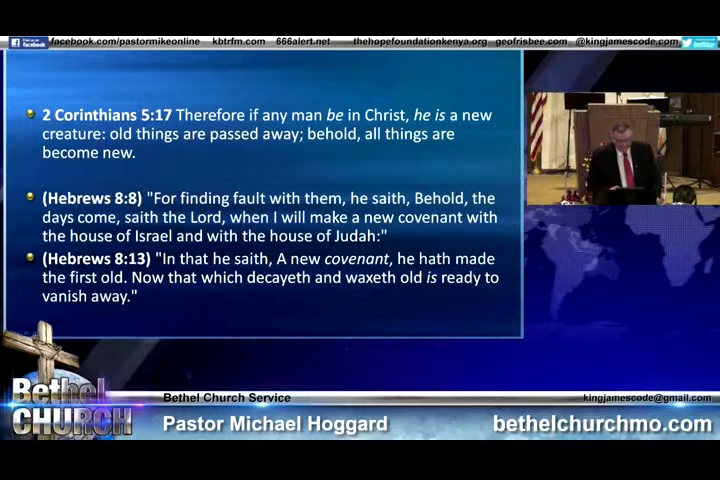 facebook.com/pastormikeonline kbtrfm.com 666alert.net thehopefoundationkenya.org geofrisbee.com @kingjamescode.com
2 Corinthians 5:17 Therefore if any man be in Christ, he is a new
creature: old things are passed away; behold, all things are
become new.
(Hebrews 8:8) "For finding fault with them, he saith, Behold, the
days come, saith the Lord, when I will make a new covenant with
the house of Israel and with the house of Judah:"
(Hebrews 8:13) "In that he saith, A new covenant, he hath made
the first old. Now that which decayeth and waxeth old is ready to
vanish away."
Bethel
CHURCH
Bethel Church Service kingjamescode@gmail.com
Pastor Michael Hoggard bethelchurchmo.com